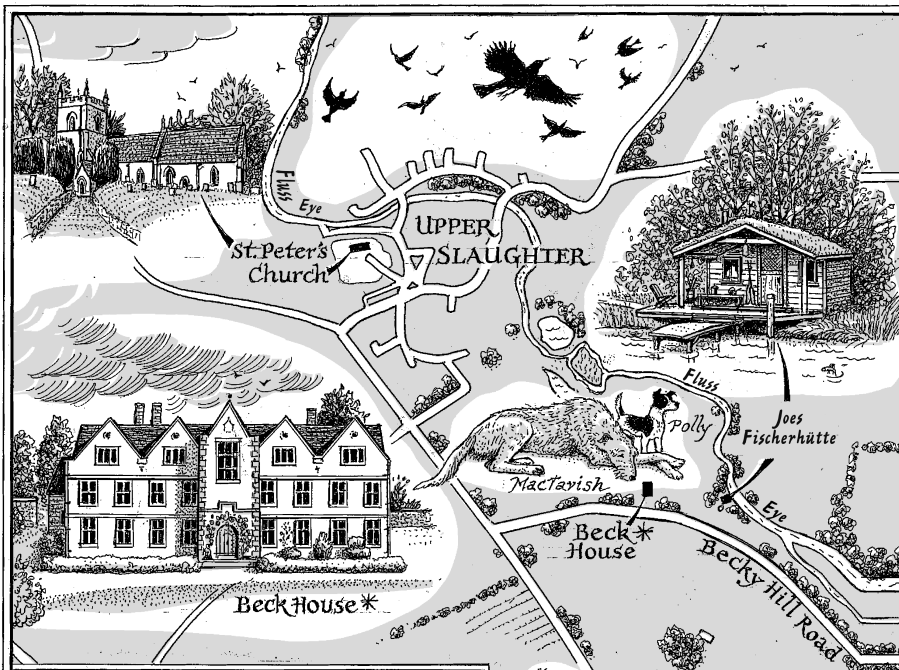 Fluss Eye
UPPER
SLAUGHTER
St. Peter's
Church
Fluss
Polly
Joes
Fischerhütte
MacTavish
Eye
Beck*
House
Becky Hill Road
Beck House*